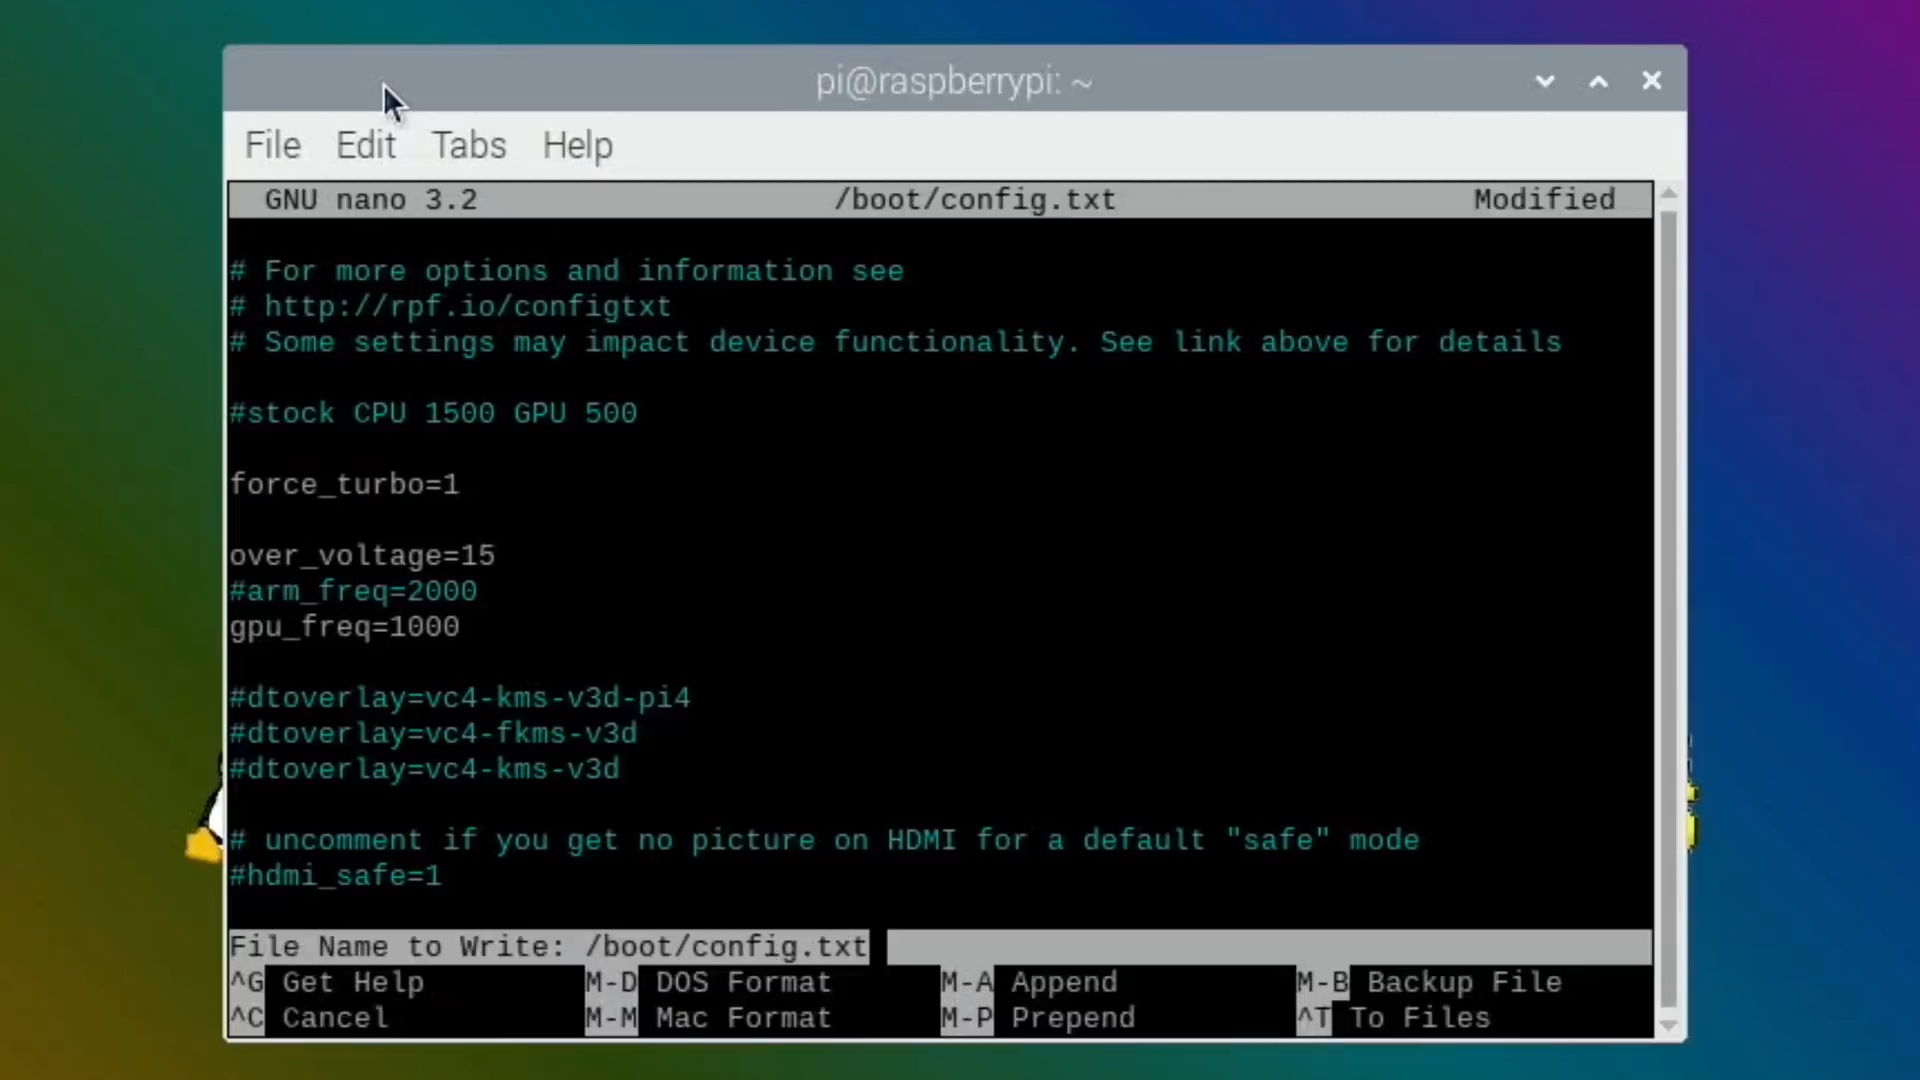 pi@raspberrypi: ~
File Edit Tabs Help
GNU nano 3.2 /boot/config.txt Modified
# For more options and information see
# http://rpf.io/configtxt
# Some settings may impact device functionality. See link above for details
#stock CPU 1500 GPU 500
force_turbo=1
over_voltage=15
#arm_freq=2000
gpu_freq=1000
#dtoverlay=vc4-kms-v3d-pi4
#dtoverlay=vc4-fkms-v3d
#dtoverlay=vc4-kms-v3d
# uncomment if you get no picture on HDMI for a default "safe" mode
#hdmi_safe=1
File Name to Write: /boot/config.txt
^G Get Help M-D DOS Format M-A Append M-B Backup File
^C Cancel M-M Mac Format M-P Prepend ^T To Files